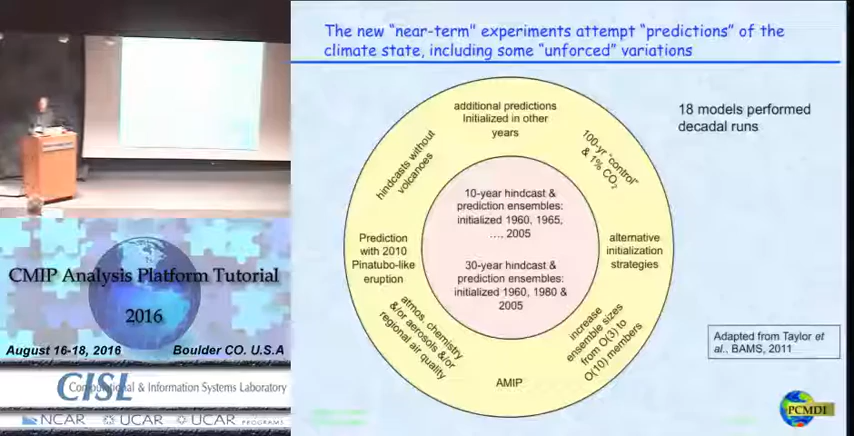 The new "near-term" experiments attempt "predictions" of the
climate state, including some "unforced" variations
18 models performed
decadal runs
additional predictions
Initialized in other
years
100-yr "control"
& 1% CO₂
hindcasts without
volcanoes
10-year hindcast &
prediction ensembles:
initialized 1960, 1965,
…, 2005
Prediction
with 2010
Pinatubo-like
eruption
alternative
initialization
strategies
30-year hindcast &
prediction ensembles:
initialized 1960, 1980 &
2005
atmos. chemistry
&/or aerosols &/or
regional air quality
increase
ensemble sizes
from O(3) to
O(10) members
AMIP
Adapted from Taylor et
al., BAMS, 2011
PCMDI
CMIP Analysis Platform Tutorial
2016
August 16-18, 2016 Boulder CO. U.S.A
CISL Computational & Information Systems Laboratory
NCAR UCAR UCAR PROGRAMS